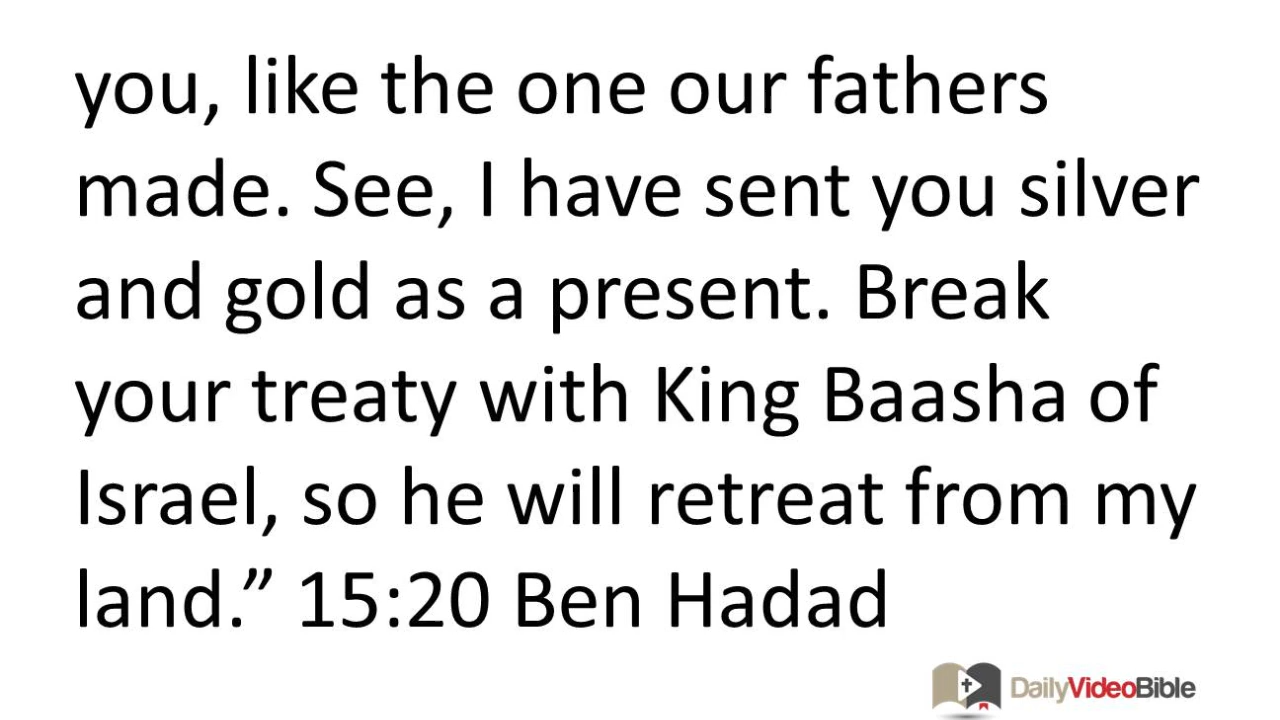 you, like the one our fathers
made. See, I have sent you silver
and gold as a present. Break
your treaty with King Baasha of
Israel, so he will retreat from my
land.” 15:20 Ben Hadad
DailyVideoBible